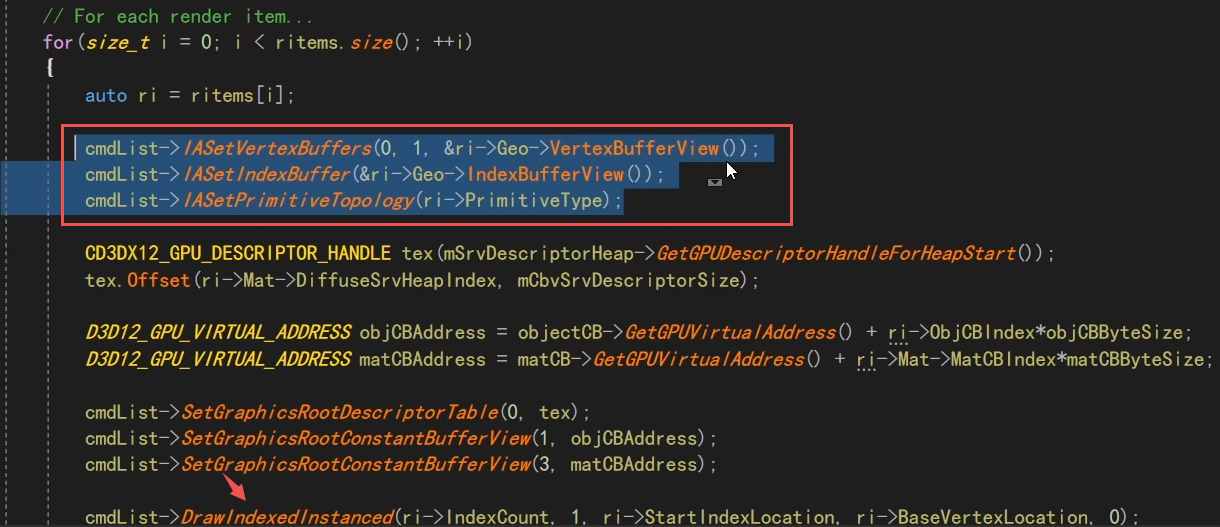 // For each render item...
for(size_t i = 0; i < ritems.size(); ++i)
{
auto ri = ritems[i];
cmdList->IASetVertexBuffers(0, 1, &ri->Geo->VertexBufferView());
cmdList->IASetIndexBuffer(&ri->Geo->IndexBufferView());
cmdList->IASetPrimitiveTopology(ri->PrimitiveType);
CD3DX12_GPU_DESCRIPTOR_HANDLE tex(mSrvDescriptorHeap->GetGPUDescriptorHandleForHeapStart());
tex.Offset(ri->Mat->DiffuseSrvHeapIndex, mCbvSrvDescriptorSize);
D3D12_GPU_VIRTUAL_ADDRESS objCBAddress = objectCB->GetGPUVirtualAddress() + ri->ObjCBIndex*objCBByteSize;
D3D12_GPU_VIRTUAL_ADDRESS matCBAddress = matCB->GetGPUVirtualAddress() + ri->Mat->MatCBIndex*matCBByteSize;
cmdList->SetGraphicsRootDescriptorTable(0, tex);
cmdList->SetGraphicsRootConstantBufferView(1, objCBAddress);
cmdList->SetGraphicsRootConstantBufferView(3, matCBAddress);
cmdList->DrawIndexedInstanced(ri->IndexCount, 1, ri->StartIndexLocation, ri->BaseVertexLocation, 0);